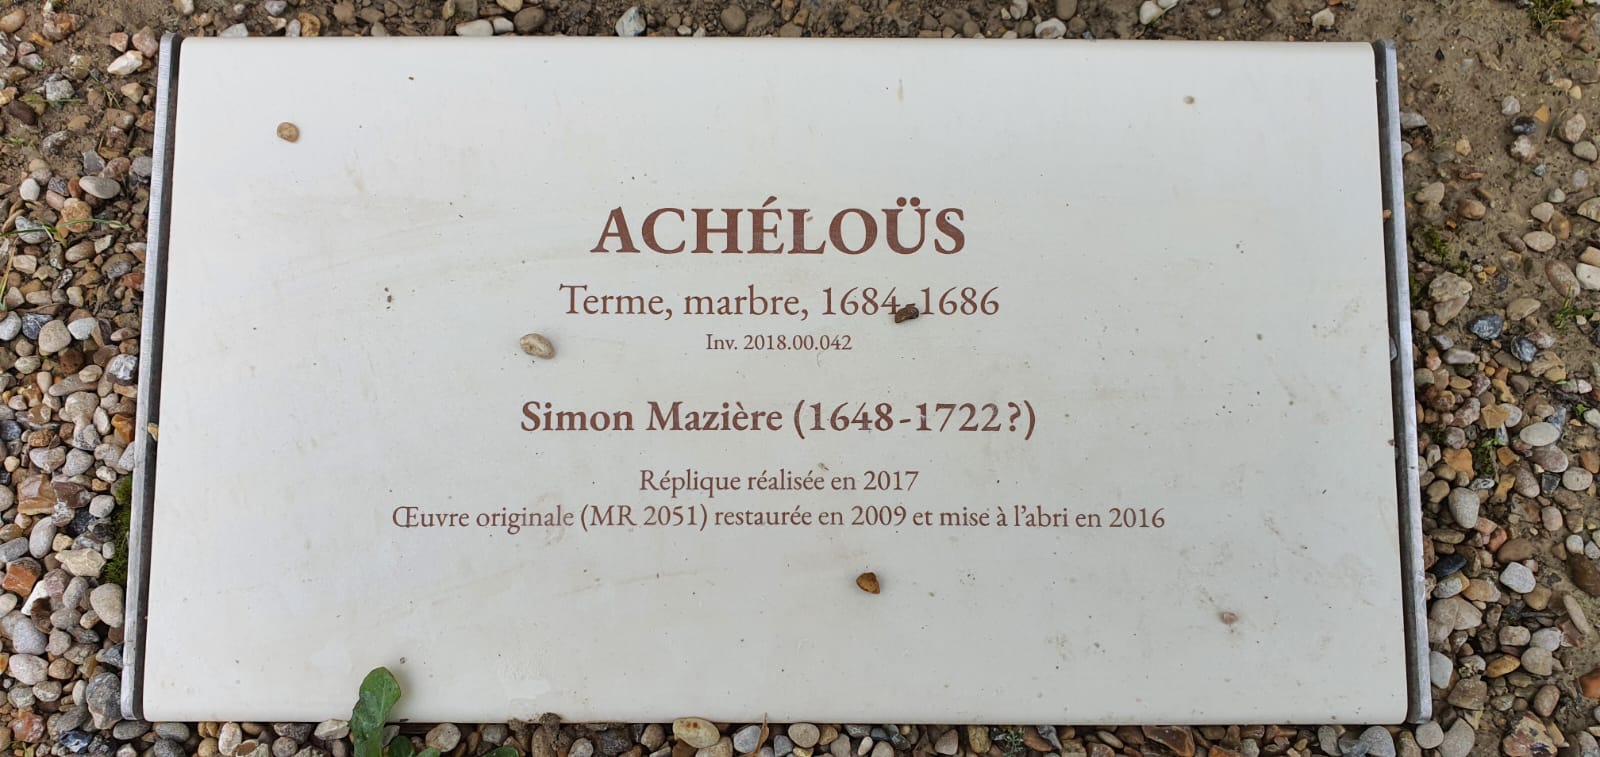 ACHÉLOÜS
Terme, marbre, 1684-1686
Inv. 2018.00.042
Simon Mazière (1648-1722?)
Réplique réalisée en 2017
Œuvre originale (MR 2051) restaurée en 2009 et mise à l’abri en 2016